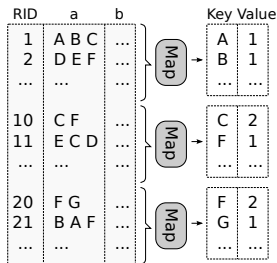 RID a b Key Value
1 A B C ... A 1
2 D E F ... B 1
... ... ... ... ...
Map
10 C F ... C 2
11 E C D ... F 1
... ... ... ... ...
Map
20 F G ... F 2
21 B A F ... G 1
... ... ... ... ...
Map